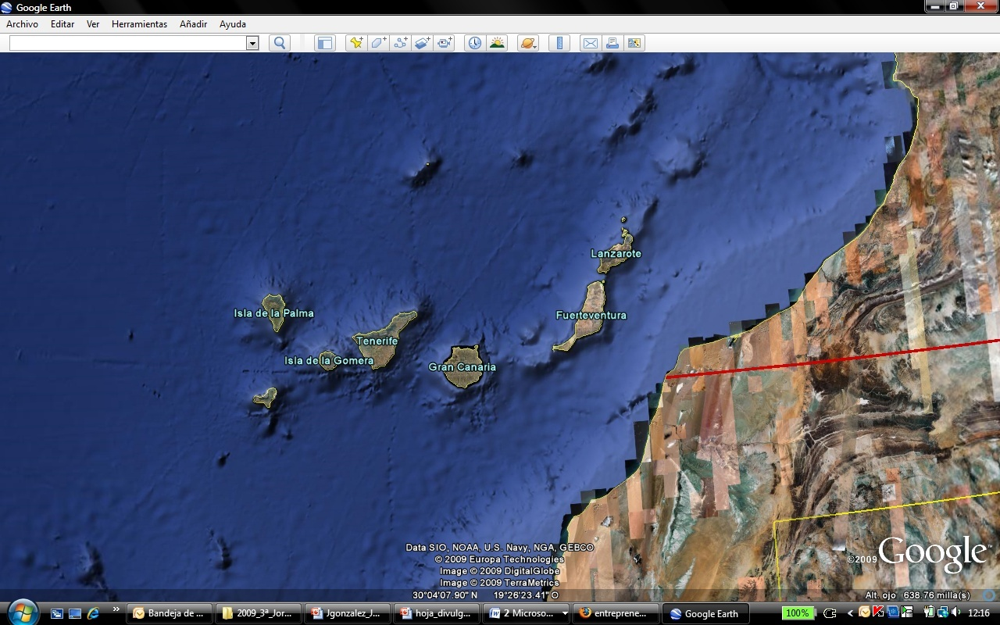 Google Earth
Archivo Editar Ver Herramientas Añadir Ayuda
Lanzarote
Isla de la Palma
Fuerteventura
Tenerife
Isla de la Gomera
Gran Canaria
Data SIO, NOAA, U.S. Navy, NGA, GEBCO
© 2009 Europa Technologies
Image © 2009 DigitalGlobe
Image © 2009 TerraMetrics
©2009 Google™
30°04'07.90" N 19°26'23.41" O
Alt. ojo 638.76 milla(s)
» Bandeja de ... 2009_3ª_Jor... Jgonzalez_J... hoja_divulg... 2 Microso... entreprene... Google Earth 100% 12:16